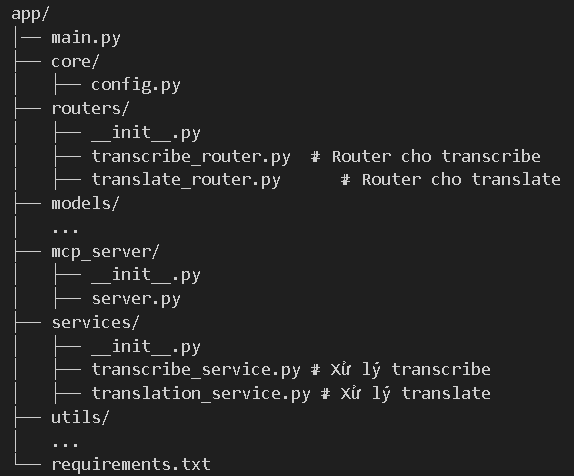 app/
├── main.py
├── core/
│   ├── config.py
├── routers/
│   ├── __init__.py
│   ├── transcribe_router.py  # Router cho transcribe
│   ├── translate_router.py      # Router cho translate
├── models/
│   ...
├── mcp_server/
│   ├── __init__.py
│   ├── server.py
├── services/
│   ├── __init__.py
│   ├── transcribe_service.py # Xử lý transcribe
│   ├── translation_service.py # Xử lý translate
├── utils/
│   ...
└── requirements.txt